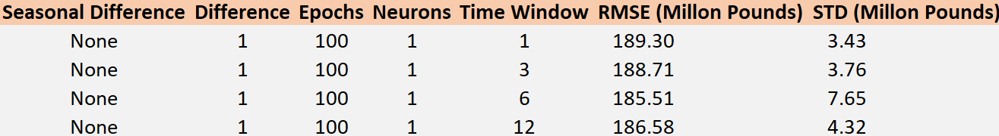 Seasonal Difference Difference Epochs Neurons Time Window RMSE (Millon Pounds) STD (Millon Pounds)
None 1 100 1 1 189.30 3.43
None 1 100 1 3 188.71 3.76
None 1 100 1 6 185.51 7.65
None 1 100 1 12 186.58 4.32